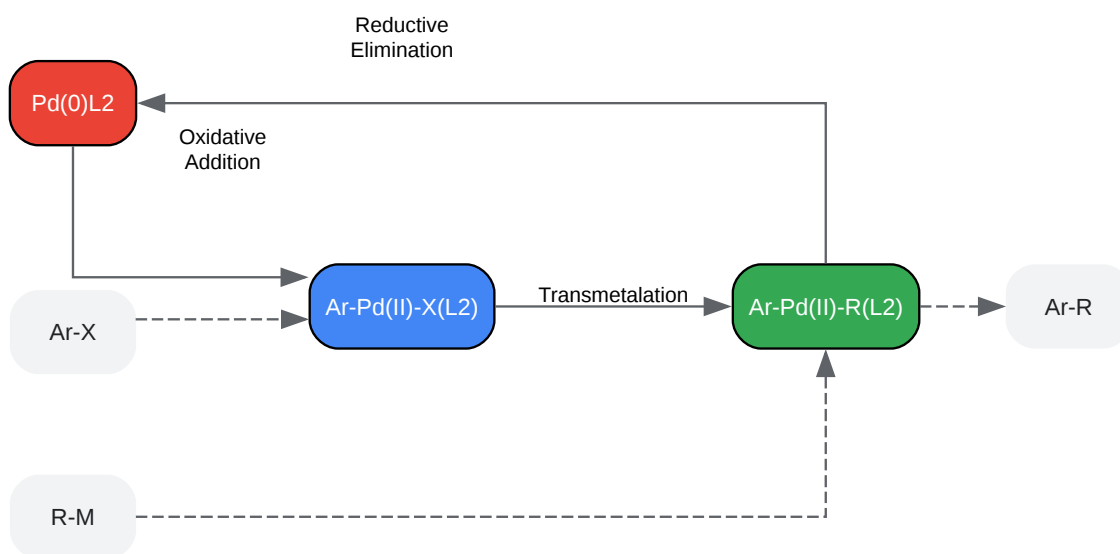 Reductive
Elimination
Pd(0)L2
Oxidative
Addition
Ar-Pd(II)-X(L2)
Transmetalation
Ar-Pd(II)-R(L2)
Ar-R
Ar-X
R-M